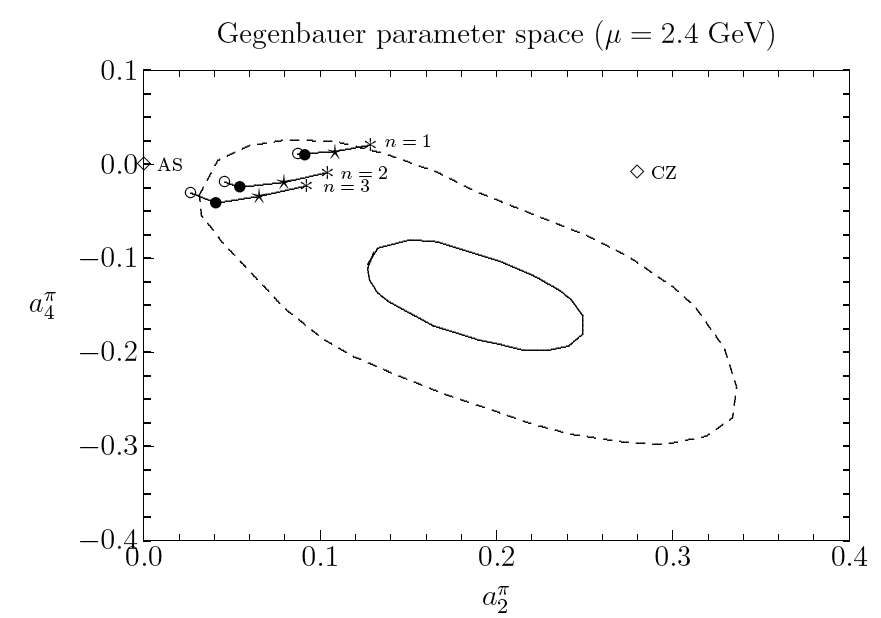 Gegenbauer parameter space (μ = 2.4 GeV)
0.1
n = 1
0.0
AS
n = 2
CZ
n = 3
−0.1
a₄^π
−0.2
−0.3
−0.4
0.0 0.1 0.2 0.3 0.4
a₂^π